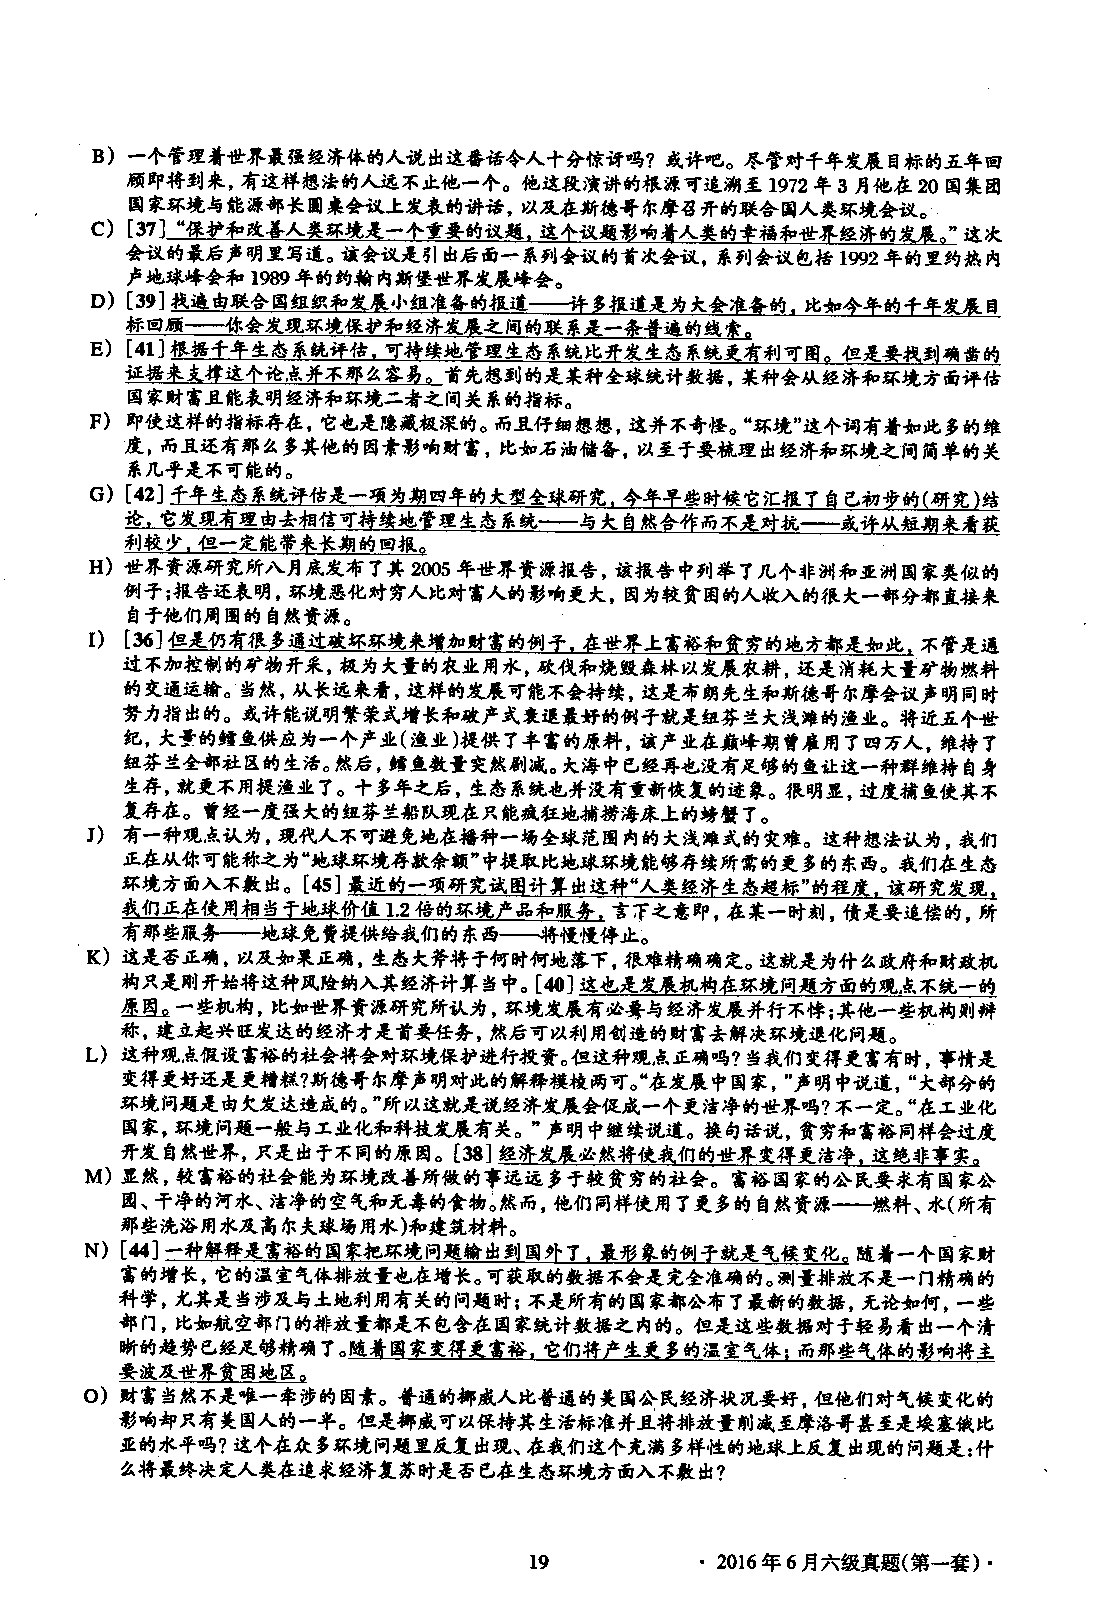 B）一个管理着世界最强经济体的人说出这番话令人十分惊讶吗？或许吧。尽管对千年发展目标的五年回
顾即将到来，有这样想法的人远不止他一个。他这段演讲的根源可追溯至 1972 年 3 月他在 20 国集团
国家环境与能源部长圆桌会议上发表的讲话，以及在斯德哥尔摩召开的联合国人类环境会议。
C）[37]“保护和改善人类环境是一个重要的议题，这个议题影响着人类的幸福和世界经济的发展。”这次
会议的最后声明里写道。该会议是引出后面一系列会议的首次会议，系列会议包括 1992 年的里约热内
卢地球峰会和 1989 年的约翰内斯堡世界发展峰会。
D）[39]找遍由联合国组织和发展小组准备的报道——许多报道是为大会准备的，比如今年的千年发展目
标回顾——你会发现环境保护和经济发展之间的联系是一条普遍的线索。
E）[41]根据千年生态系统评估，可持续地管理生态系统比开发生态系统更有利可图。但是要找到确凿的
证据来支撑这个论点并不那么容易。首先想到的是某种全球统计数据，某种会从经济和环境方面评估
国家财富且能表明经济和环境二者之间关系的指标。
F）即使这样的指标存在，它也是隐藏极深的。而且仔细想想，这并不奇怪。“环境”这个词有着如此多的维
度，而且还有那么多其他的因素影响财富，比如石油储备，以至于要梳理出经济和环境之间简单的关
系几乎是不可能的。
G）[42]千年生态系统评估是一项为期四年的大型全球研究，今年早些时候它汇报了自己初步的(研究)结
论，它发现有理由去相信可持续地管理生态系统——与大自然合作而不是对抗——或许从短期来看获
利较少，但一定能带来长期的回报。
H）世界资源研究所八月底发布了其 2005 年世界资源报告，该报告中列举了几个非洲和亚洲国家类似的
例子；报告还表明，环境恶化对穷人比对富人的影响更大，因为较贫困的人收入的很大一部分都直接来
自于他们周围的自然资源。
I）[36]但是仍有很多通过破坏环境来增加财富的例子，在世界上富裕和贫穷的地方都是如此，不管是通
过不加控制的矿物开采，极为大量的农业用水，砍伐和烧毁森林以发展农耕，还是消耗大量矿物燃料
的交通运输。当然，从长远来看，这样的发展可能不会持续，这是布朗先生和斯德哥尔摩会议声明同时
努力指出的。或许能说明繁荣式增长和破产式衰退最好的例子就是纽芬兰大浅滩的渔业。将近五个世
纪，大量的鳕鱼供应为一个产业(渔业)提供了丰富的原料，该产业在巅峰期曾雇用了四万人，维持了
纽芬兰全部社区的生活。然后，鳕鱼数量突然剧减。大海中已经再也没有足够的鱼让这一种群维持自身
生存，就更不用提渔业了。十多年之后，生态系统也并没有重新恢复的迹象。很明显，过度捕鱼使其不
复存在。曾经一度强大的纽芬兰船队现在只能疯狂地捕捞海床上的螃蟹了。
J）有一种观点认为，现代人不可避免地在播种一场全球范围内的大浅滩式的灾难。这种想法认为，我们
正在从你可能称之为“地球环境存款余额”中提取比地球环境能够存续所需的更多的东西。我们在生态
环境方面入不敷出。[45]最近的一项研究试图计算出这种“人类经济生态超标”的程度，该研究发现，
我们正在使用相当于地球价值 1.2 倍的环境产品和服务，言下之意即，在某一时刻，债是要追偿的，所
有那些服务——地球免费提供给我们的东西——将慢慢停止。
K）这是否正确，以及如果正确，生态大斧将于何时何地落下，很难精确确定。这就是为什么政府和财政机
构只是刚开始将这种风险纳入其经济计算当中。[40]这也是发展机构在环境问题方面的观点不统一的
原因。一些机构，比如世界资源研究所认为，环境发展有必要与经济发展并行不悖；其他一些机构则辩
称，建立起兴旺发达的经济才是首要任务，然后可以利用创造的财富去解决环境退化问题。
L）这种观点假设富裕的社会将会对环境保护进行投资。但这种观点正确吗？当我们变得更富有时，事情是
变得更好还是更糟糕？斯德哥尔摩声明对此的解释模棱两可。“在发展中国家，”声明中说道，“大部分的
环境问题是由欠发达造成的。”所以这就是说经济发展会促成一个更洁净的世界吗？不一定。“在工业化
国家，环境问题一般与工业化和科技发展有关。”声明中继续说道。换句话说，贫穷和富裕同样会过度
开发自然世界，只是出于不同的原因。[38]经济发展必然将使我们的世界变得更洁净，这绝非事实。
M）显然，较富裕的社会能为环境改善所做的事远远多于较贫穷的社会。富裕国家的公民要求有国家公
园、干净的河水、洁净的空气和无毒的食物。然而，他们同样使用了更多的自然资源——燃料、水(所有
那些洗浴用水及高尔夫球场用水)和建筑材料。
N）[44]一种解释是富裕的国家把环境问题输出到国外了，最形象的例子就是气候变化。随着一个国家财
富的增长，它的温室气体排放量也在增长。可获取的数据不会是完全准确的。测量排放不是一门精确的
科学，尤其是当涉及与土地利用有关的问题时；不是所有的国家都公布了最新的数据，无论如何，一些
部门，比如航空部门的排放量都是不包含在国家统计数据之内的。但是这些数据对于轻易看出一个清
晰的趋势已经足够精确了。随着国家变得更富裕，它们将产生更多的温室气体；而那些气体的影响将主
要波及世界贫困地区。
O）财富当然不是唯一牵涉的因素。普通的挪威人比普通的美国公民经济状况要好，但他们对气候变化的
影响却只有美国人的一半。但是挪威可以保持其生活标准并且将排放量削减至摩洛哥甚至是埃塞俄比
亚的水平吗？这个在众多环境问题里反复出现、在我们这个充满多样性的地球上反复出现的问题是：什
么将最终决定人类在追求经济复苏时是否已在生态环境方面入不敷出？
19
·2016 年 6 月六级真题(第一套)·